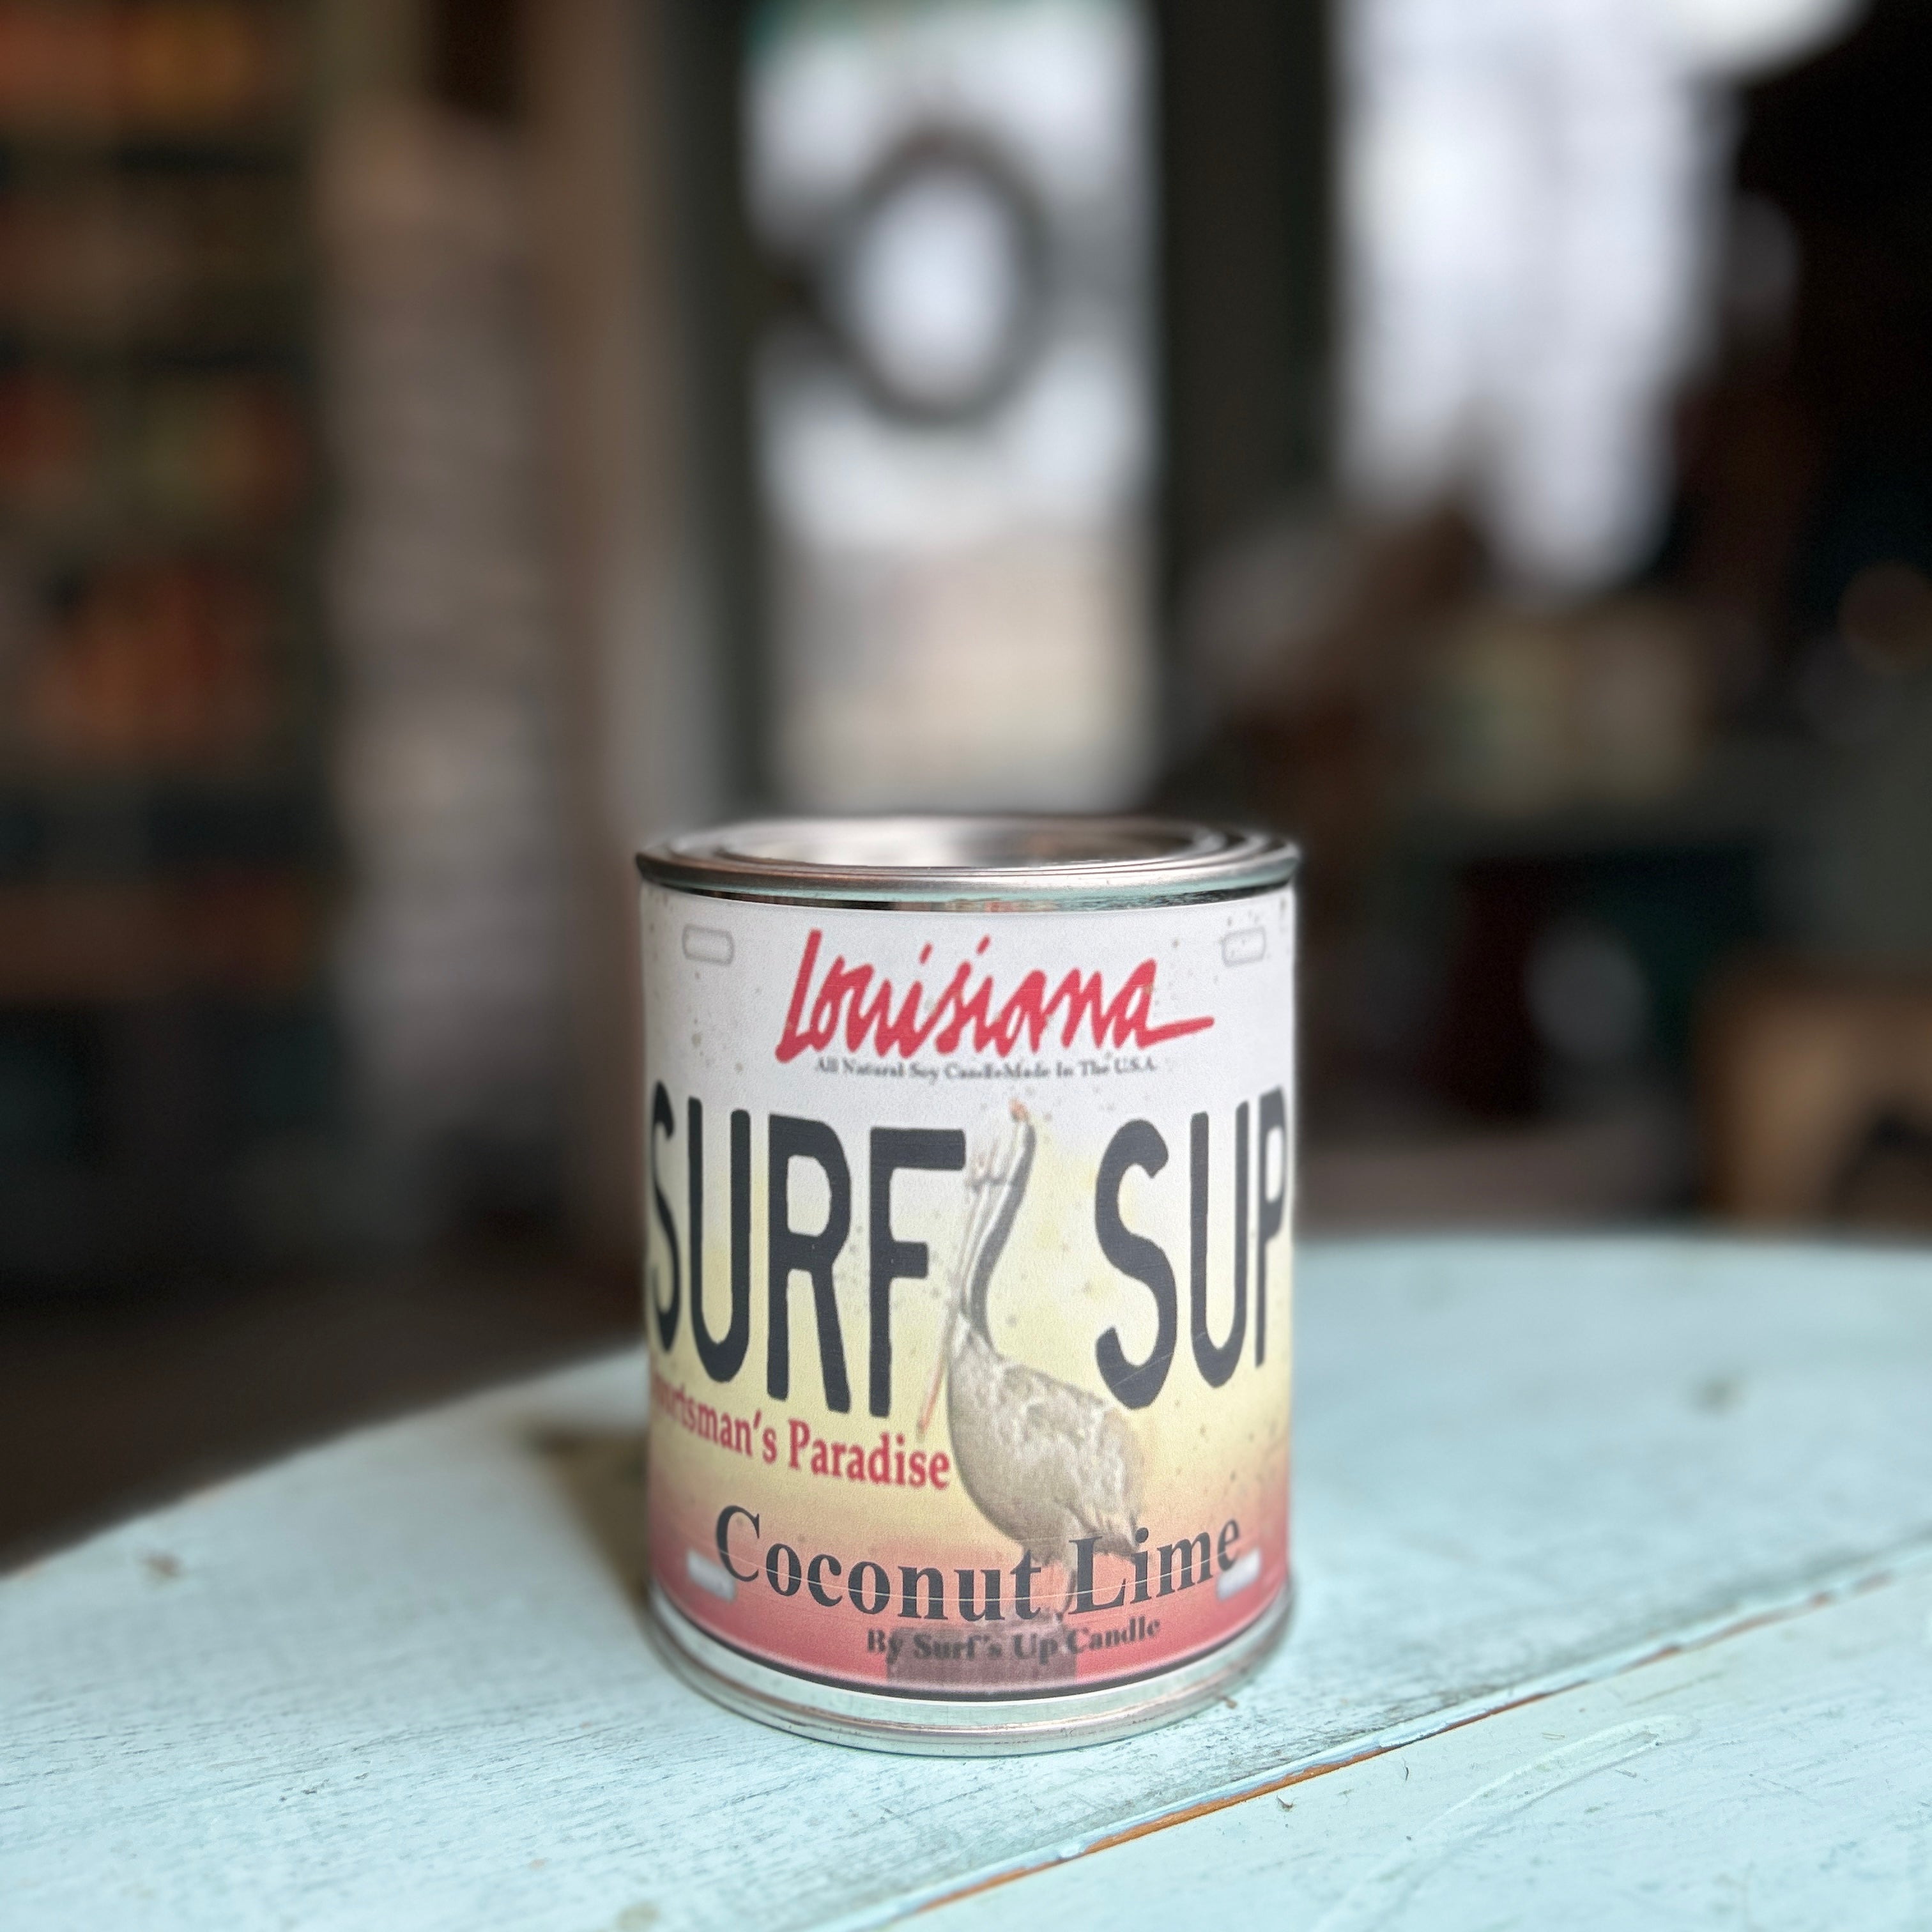 Louisiana
All Natural Soy CandleMade In The U.S.A.
SURF SUP
Sportsman's Paradise
Coconut Lime
By Surf's Up Candle